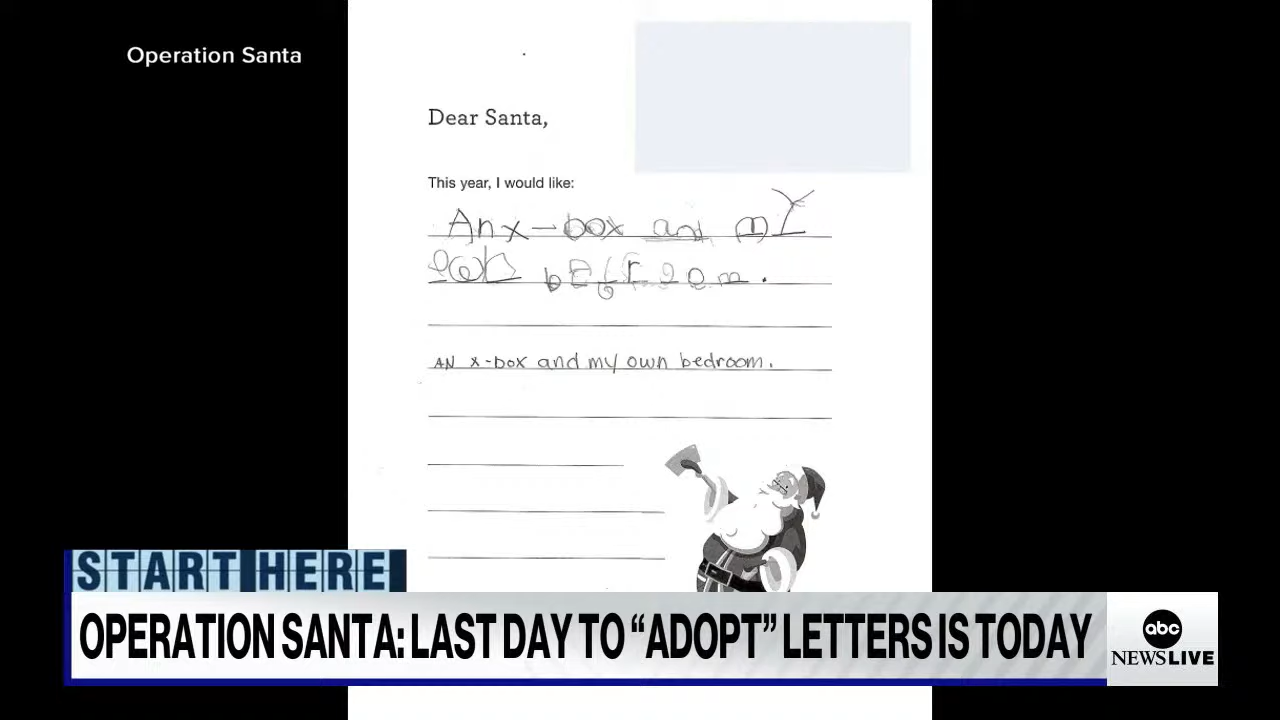 Operation Santa
Dear Santa,
This year, I would like:
An x-box and my
AN x-box and my own bedroom.
START HERE
OPERATION SANTA: LAST DAY TO “ADOPT” LETTERS IS TODAY
abc
NEWS LIVE